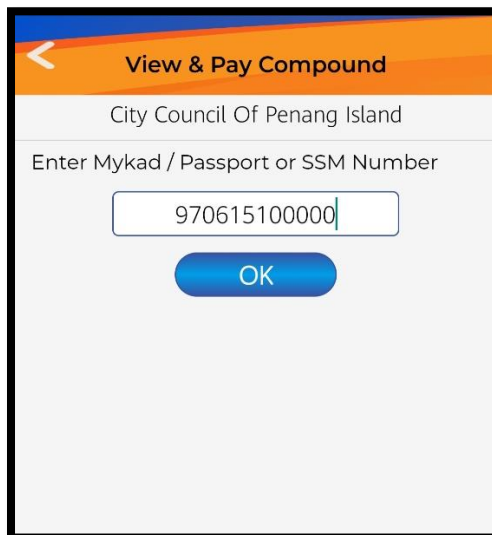 View & Pay Compound
City Council Of Penang Island
Enter Mykad / Passport or SSM Number
970615100000
OK